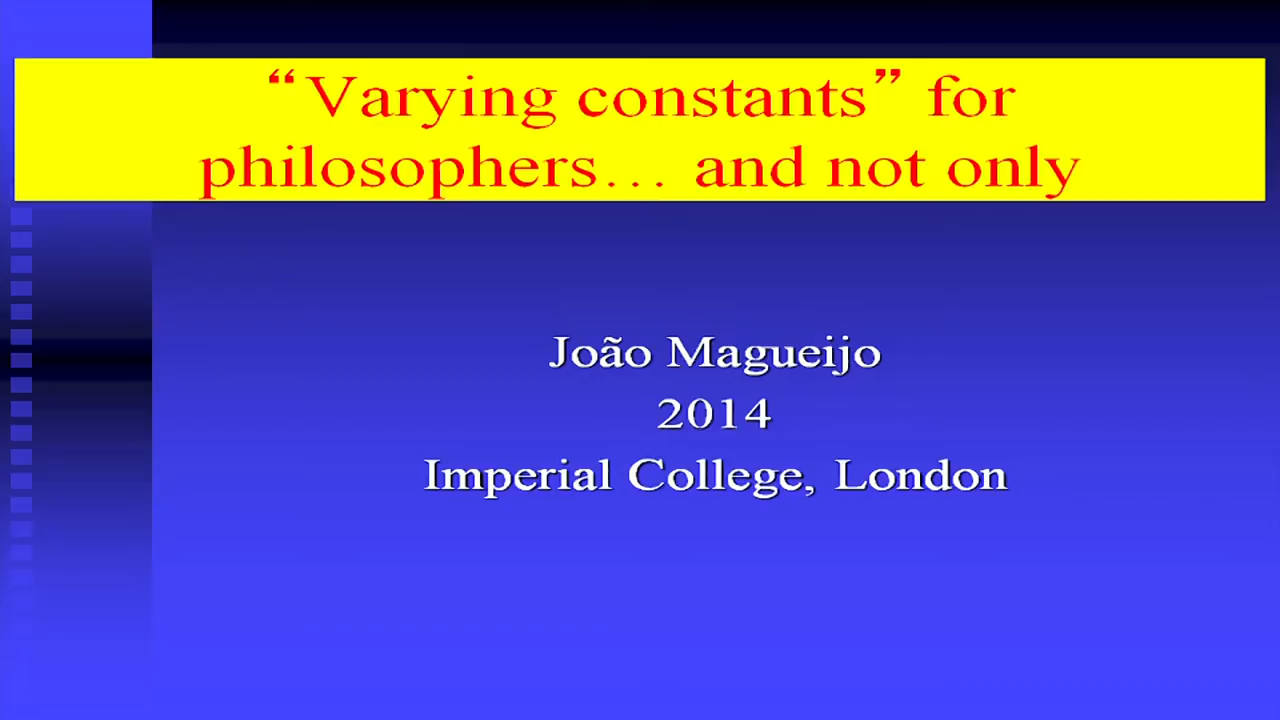 “Varying constants” for
philosophers… and not only
João Magueijo
2014
Imperial College, London